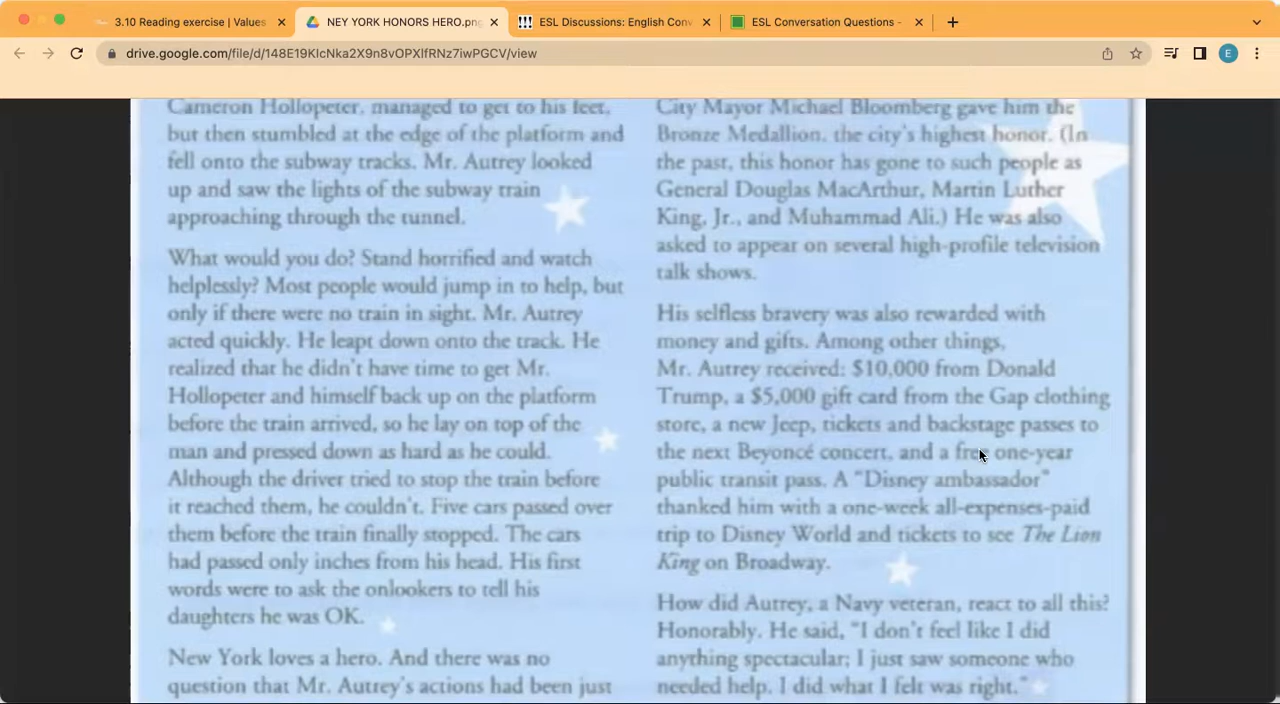 3.10 Reading exercise | Values
NEY YORK HONORS HERO.png
ESL Discussions: English Conv
ESL Conversation Questions -
drive.google.com/file/d/148E19KIcNka2X9n8vOPXIfRNz7iwPGCV/view
E
Cameron Hollopeter, managed to get to his feet,
but then stumbled at the edge of the platform and
fell onto the subway tracks. Mr. Autrey looked
up and saw the lights of the subway train
approaching through the tunnel.
What would you do? Stand horrified and watch
helplessly? Most people would jump in to help, but
only if there were no train in sight. Mr. Autrey
acted quickly. He leapt down onto the track. He
realized that he didn't have time to get Mr.
Hollopeter and himself back up on the platform
before the train arrived, so he lay on top of the
man and pressed down as hard as he could.
Although the driver tried to stop the train before
it reached them, he couldn't. Five cars passed over
them before the train finally stopped. The cars
had passed only inches from his head. His first
words were to ask the onlookers to tell his
daughters he was OK.
New York loves a hero. And there was no
question that Mr. Autrey's actions had been just
City Mayor Michael Bloomberg gave him the
Bronze Medallion, the city's highest honor. (In
the past, this honor has gone to such people as
General Douglas MacArthur, Martin Luther
King, Jr., and Muhammad Ali.) He was also
asked to appear on several high-profile television
talk shows.
His selfless bravery was also rewarded with
money and gifts. Among other things,
Mr. Autrey received: $10,000 from Donald
Trump, a $5,000 gift card from the Gap clothing
store, a new Jeep, tickets and backstage passes to
the next Beyoncé concert, and a free one-year
public transit pass. A "Disney ambassador"
thanked him with a one-week all-expenses-paid
trip to Disney World and tickets to see The Lion
King on Broadway.
How did Autrey, a Navy veteran, react to all this?
Honorably. He said, "I don't feel like I did
anything spectacular; I just saw someone who
needed help. I did what I felt was right."